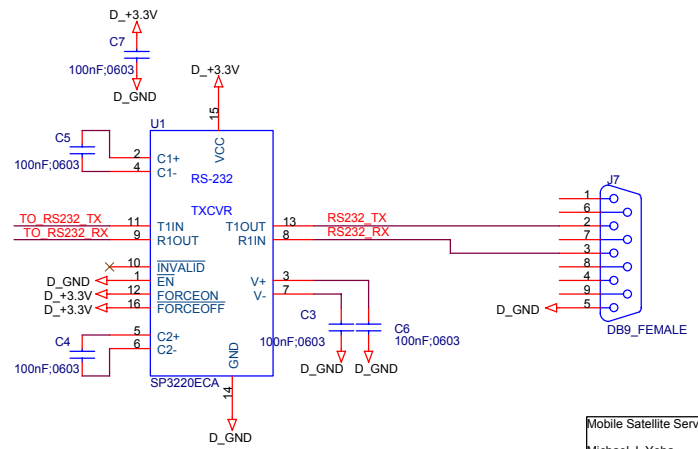 D_+3.3V
C7
100nF;0603
D_GND
D_+3.3V
15
U1
C5
100nF;0603
2
4
C1+
C1-
VCC
RS-232
TXCVR
TO_RS232_TX
11
T1IN
T1OUT
13
RS232_TX
TO_RS232_RX
9
R1OUT
R1IN
8
RS232_RX
10
INVALID
D_GND
1
EN
D_+3.3V
12
FORCEON
D_+3.3V
16
FORCEOFF
V+
3
V-
7
C4
100nF;0603
5
6
C2+
C2-
GND
SP3220ECA
14
D_GND
C3
100nF;0603
D_GND
C6
100nF;0603
D_GND
J7
1
6
2
7
3
8
4
9
5
D_GND
DB9_FEMALE
Mobile Satellite Serv